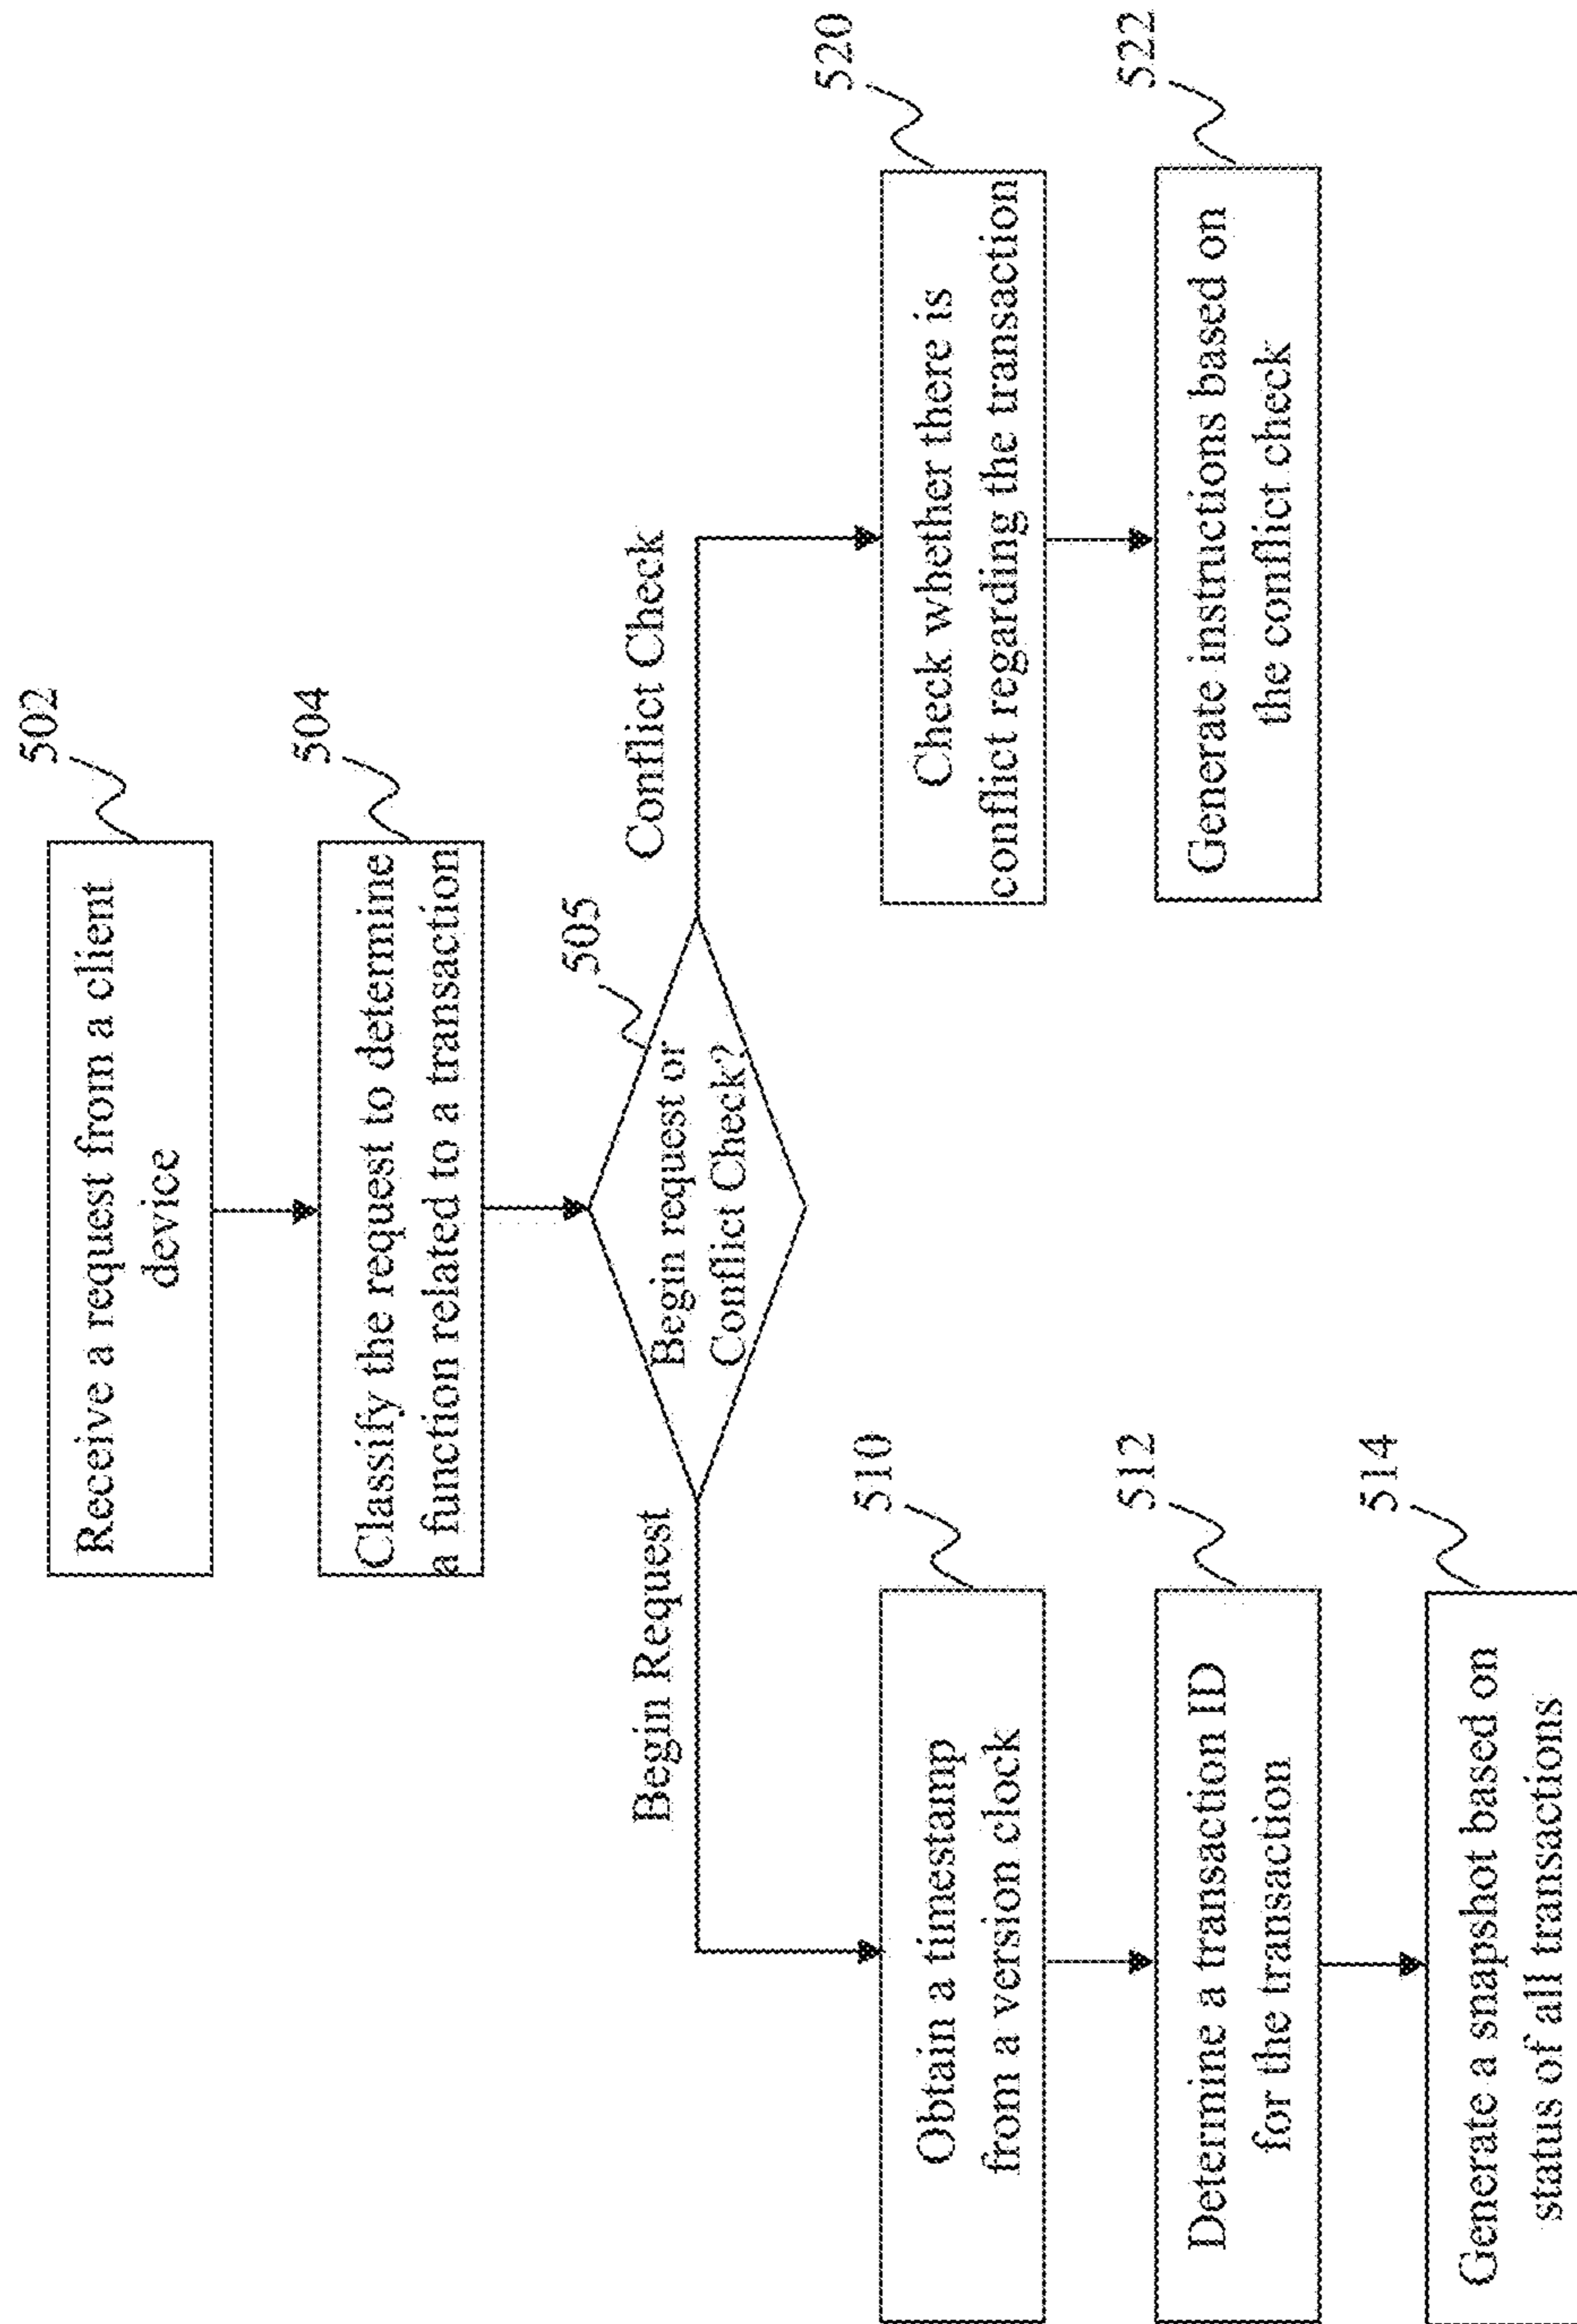 502
Receive a request from a client
device
504
Classify the request to determine
a function related to a transaction
505
Begin request or
Conflict Check?
Begin Request
Conflict Check
510
Obtain a timestamp
from a version clock
512
Determine a transaction ID
for the transaction
514
Generate a snapshot based on
status of all transactions
520
Check whether there is
conflict regarding the transaction
522
Generate instructions based on
the conflict check